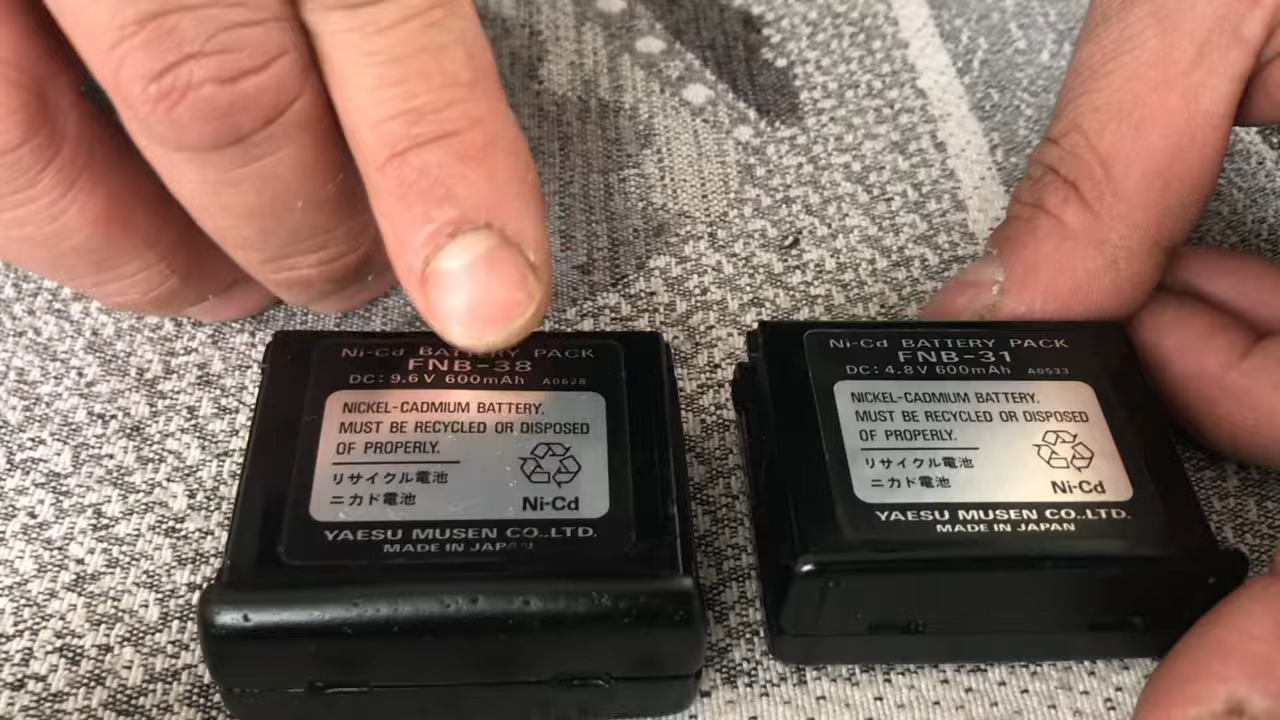 Ni-Cd BATTERY PACK
FNB-38
DC: 9.6V 600mAh A0628
NICKEL-CADMIUM BATTERY.
MUST BE RECYCLED OR DISPOSED
OF PROPERLY.
リサイクル電池
ニカド電池
Ni-Cd
YAESU MUSEN CO.,LTD.
MADE IN JAPAN
Ni-Cd BATTERY PACK
FNB-31
DC: 4.8V 600mAh A0533
NICKEL-CADMIUM BATTERY.
MUST BE RECYCLED OR DISPOSED
OF PROPERLY.
リサイクル電池
ニカド電池
Ni-Cd
YAESU MUSEN CO.,LTD.
MADE IN JAPAN